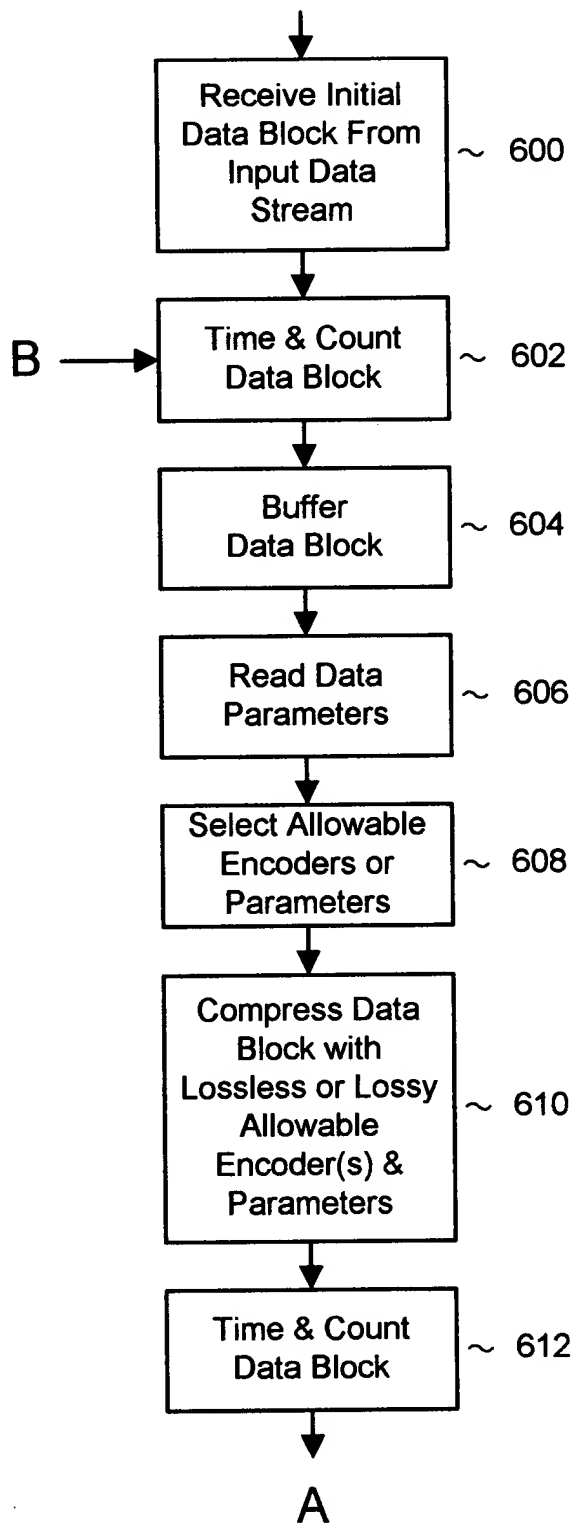 Receive Initial
Data Block From
Input Data
Stream
~ 600
B
Time & Count
Data Block
~ 602
Buffer
Data Block
~ 604
Read Data
Parameters
~ 606
Select Allowable
Encoders or
Parameters
~ 608
Compress Data
Block with
Lossless or Lossy
Allowable
Encoder(s) &
Parameters
~ 610
Time & Count
Data Block
~ 612
A